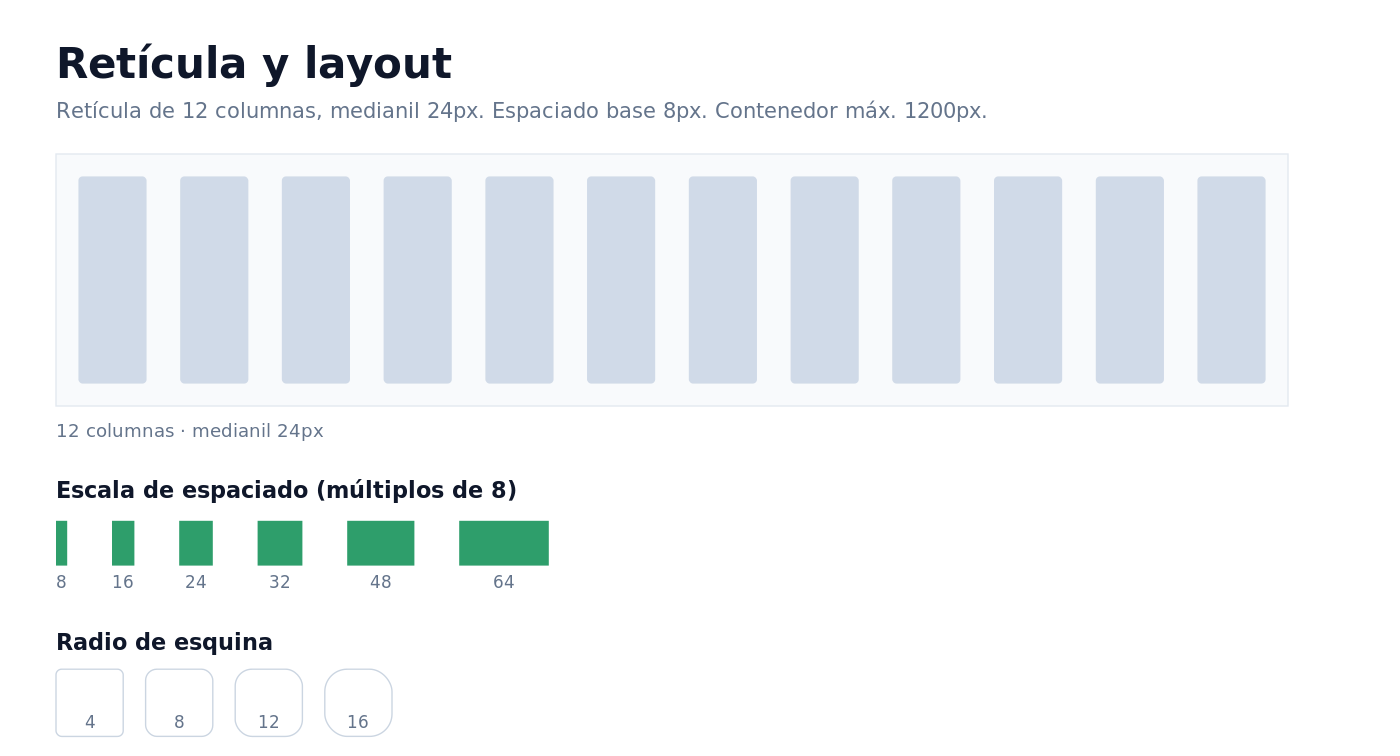 Retícula y layout
Retícula de 12 columnas, medianil 24px. Espaciado base 8px. Contenedor máx. 1200px.
12 columnas · medianil 24px
Escala de espaciado (múltiplos de 8)
8 16 24 32 48 64
Radio de esquina
4 8 12 16